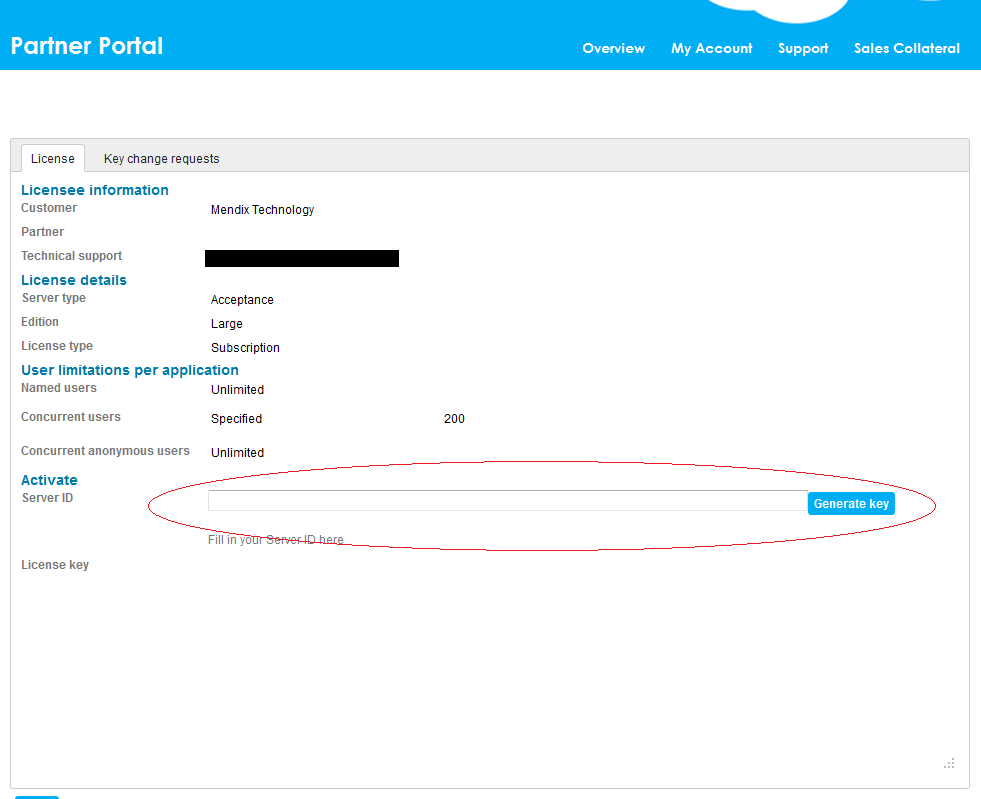 Partner Portal
Overview My Account Support Sales Collateral
License Key change requests
Licensee information
Customer Mendix Technology
Partner
Technical support
License details
Server type Acceptance
Edition Large
License type Subscription
User limitations per application
Named users Unlimited
Concurrent users Specified 200
Concurrent anonymous users Unlimited
Activate
Server ID Generate key
Fill in your Server ID here
License key